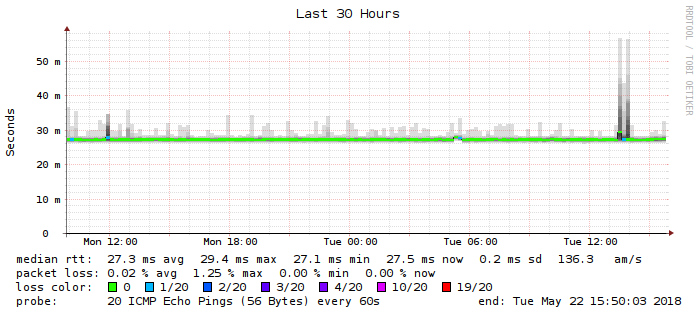 Last 30 Hours
RRDTOOL / TOBI OETIKER
Seconds
50 m
40 m
30 m
20 m
10 m
0
Mon 12:00 Mon 18:00 Tue 00:00 Tue 06:00 Tue 12:00
median rtt: 27.3 ms avg 29.4 ms max 27.1 ms min 27.5 ms now 0.2 ms sd 136.3 am/s
packet loss: 0.02 % avg 1.25 % max 0.00 % min 0.00 % now
loss color: 0 1/20 2/20 3/20 4/20 10/20 19/20
probe: 20 ICMP Echo Pings (56 Bytes) every 60s end: Tue May 22 15:50:03 2018